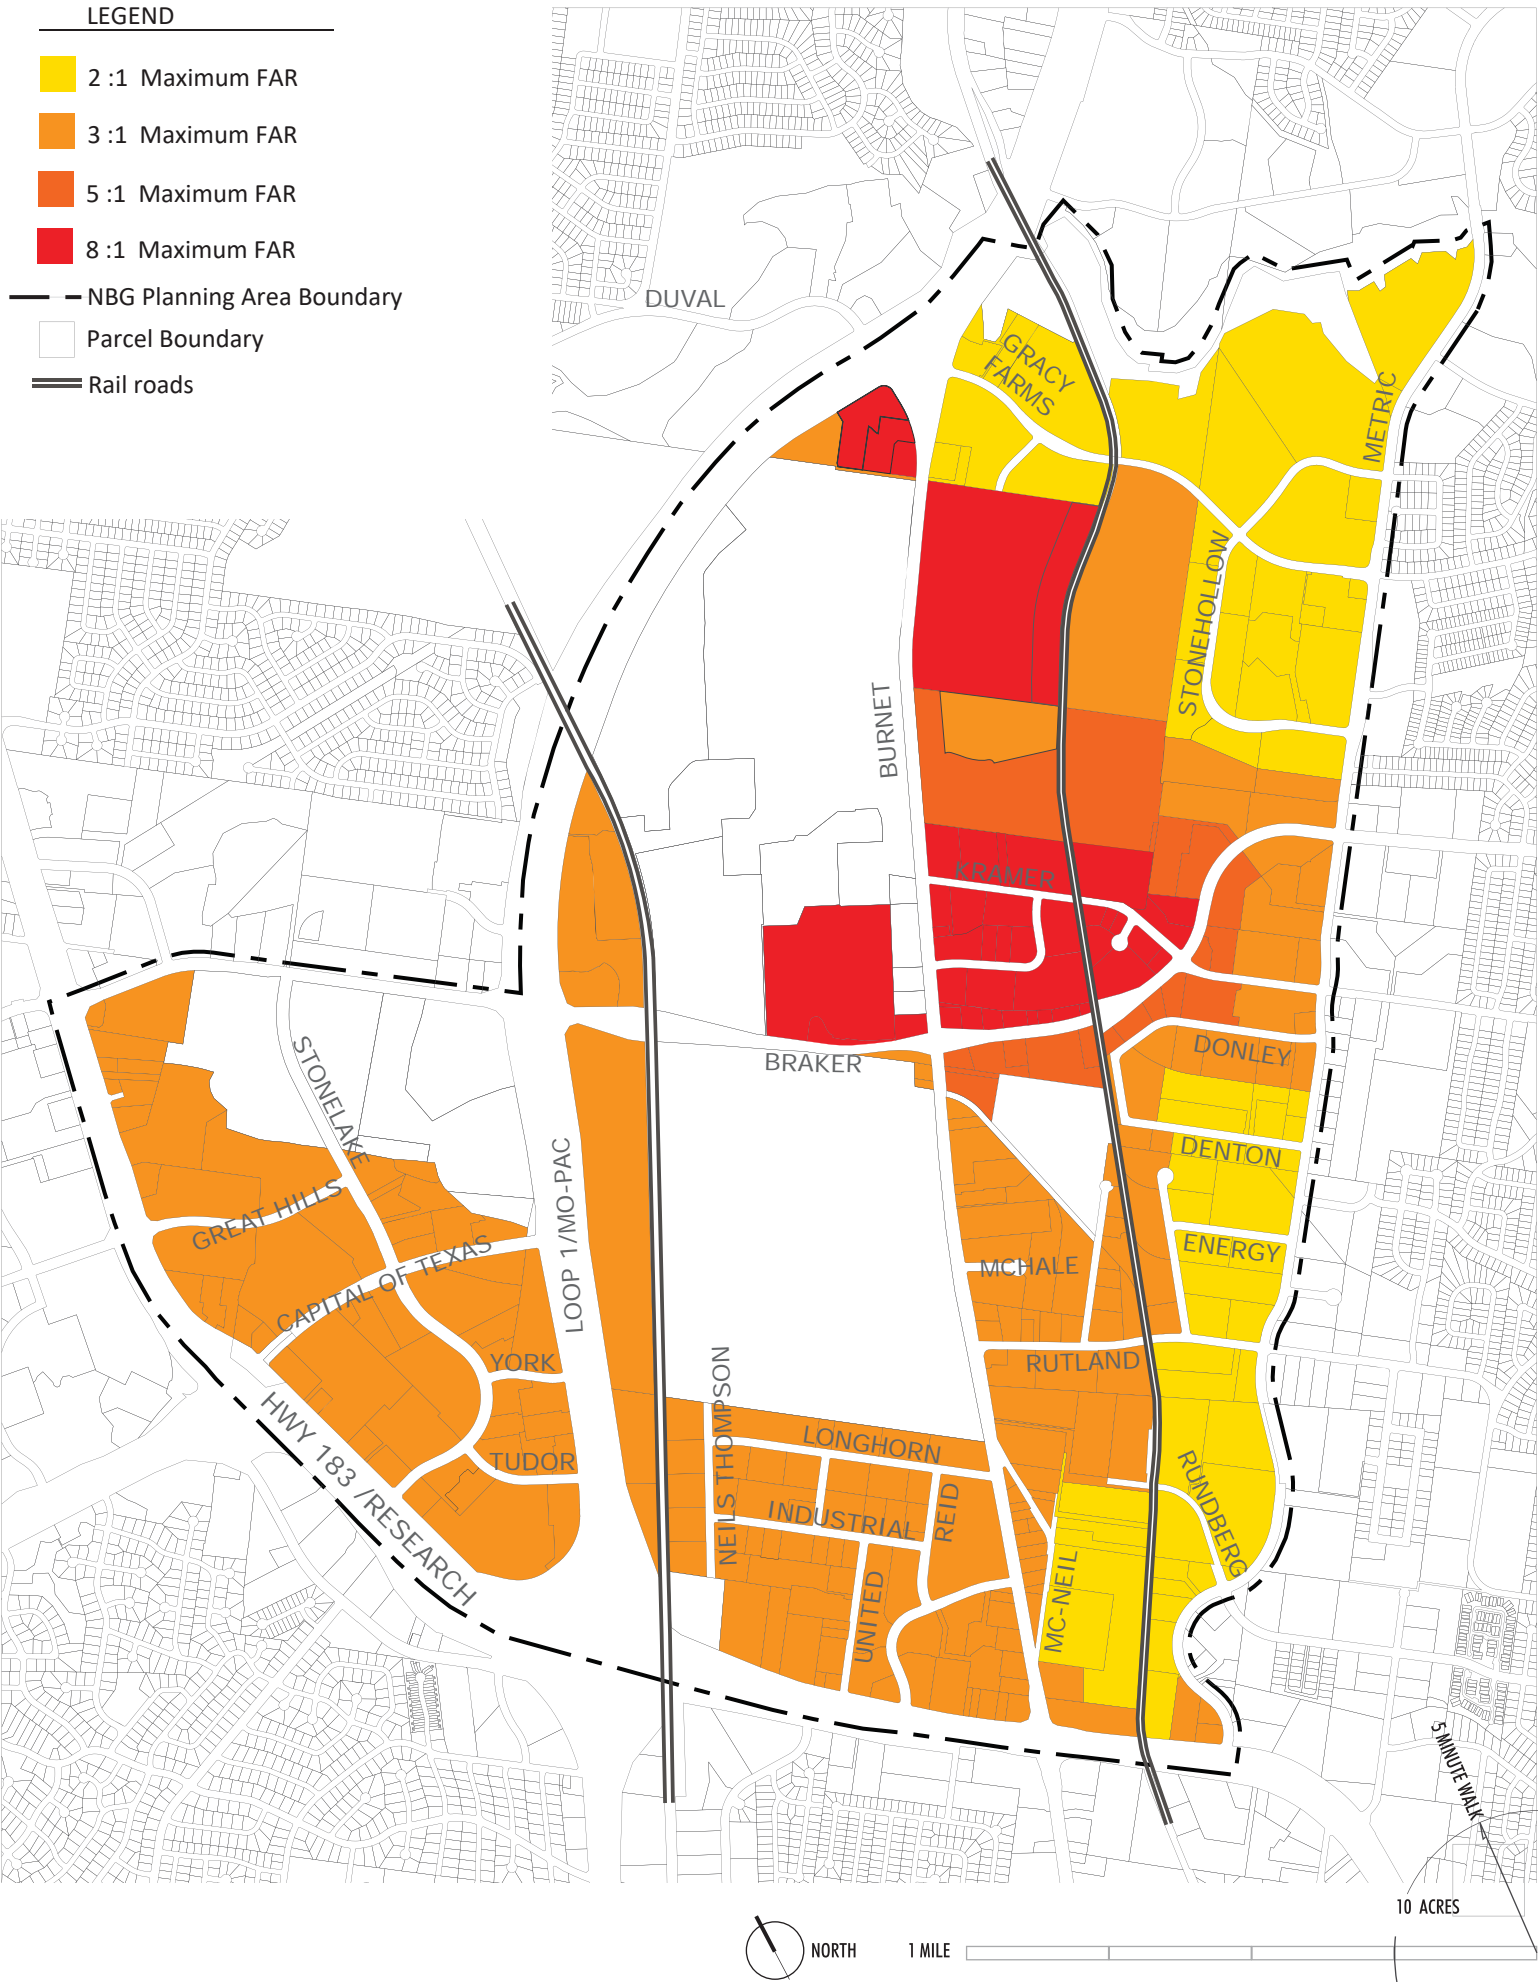 LEGEND
2 :1 Maximum FAR
3 :1 Maximum FAR
5 :1 Maximum FAR
8 :1 Maximum FAR
NBG Planning Area Boundary
Parcel Boundary
Rail roads
DUVAL
GRACY
FARMS
METRIC
STONEHOLLOW
BURNET
KRAMER
DONLEY
BRAKER
STONELAKE
DENTON
GREAT HILLS
LOOP 1/MO-PAC
ENERGY
CAPITAL OF TEXAS
MCHALE
YORK
RUTLAND
HWY 183 /RESEARCH
NEILS THOMPSON
LONGHORN
TUDOR
REID
INDUSTRIAL
RUNDBERG
UNITED
MC-NEIL
5 MINUTE WALK
10 ACRES
NORTH
1 MILE